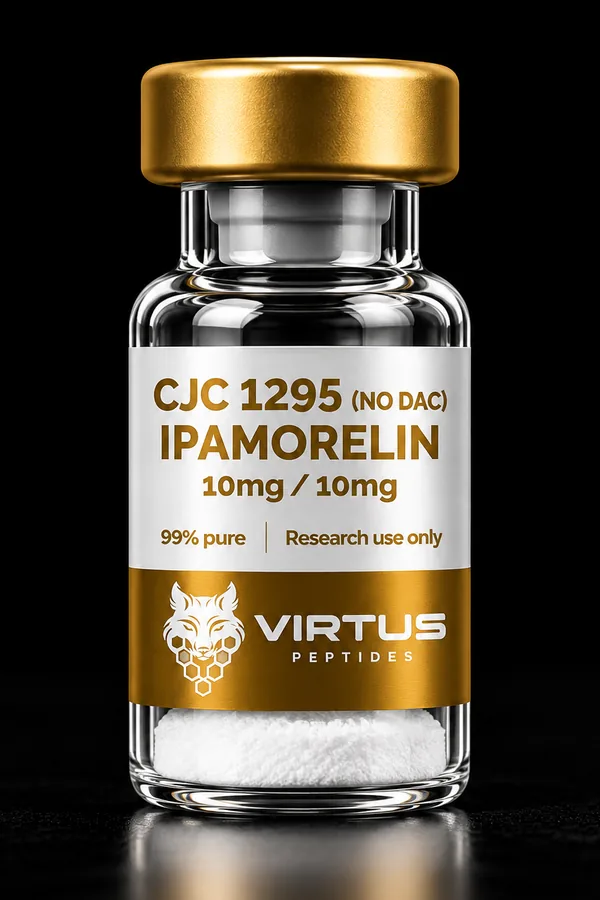 CJC 1295 (NO DAC)
IPAMORELIN
10mg / 10mg
99% pure | Research use only
VIRTUS
PEPTIDES